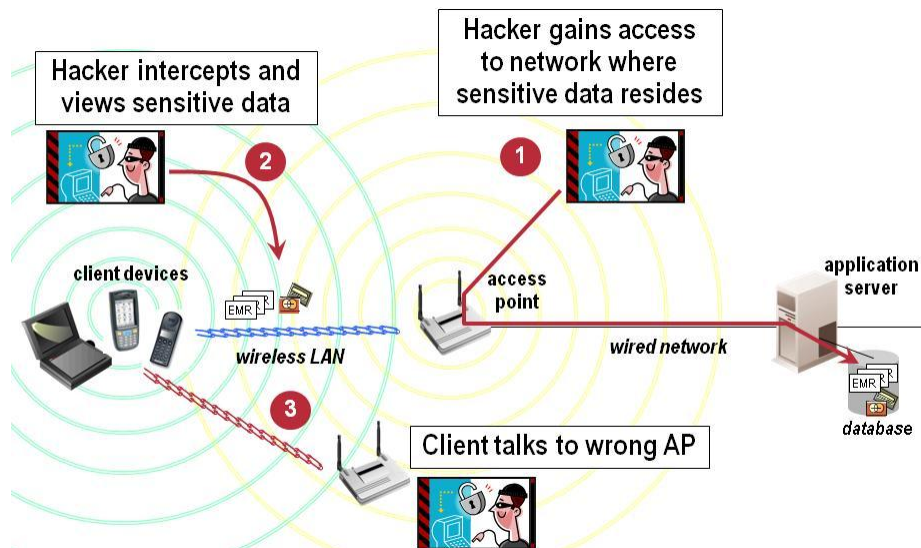 Hacker gains access
to network where
sensitive data resides
Hacker intercepts and
views sensitive data
1
2
client devices
EMR
wireless LAN
access
point
application
server
wired network
EMR
database
3
Client talks to wrong AP